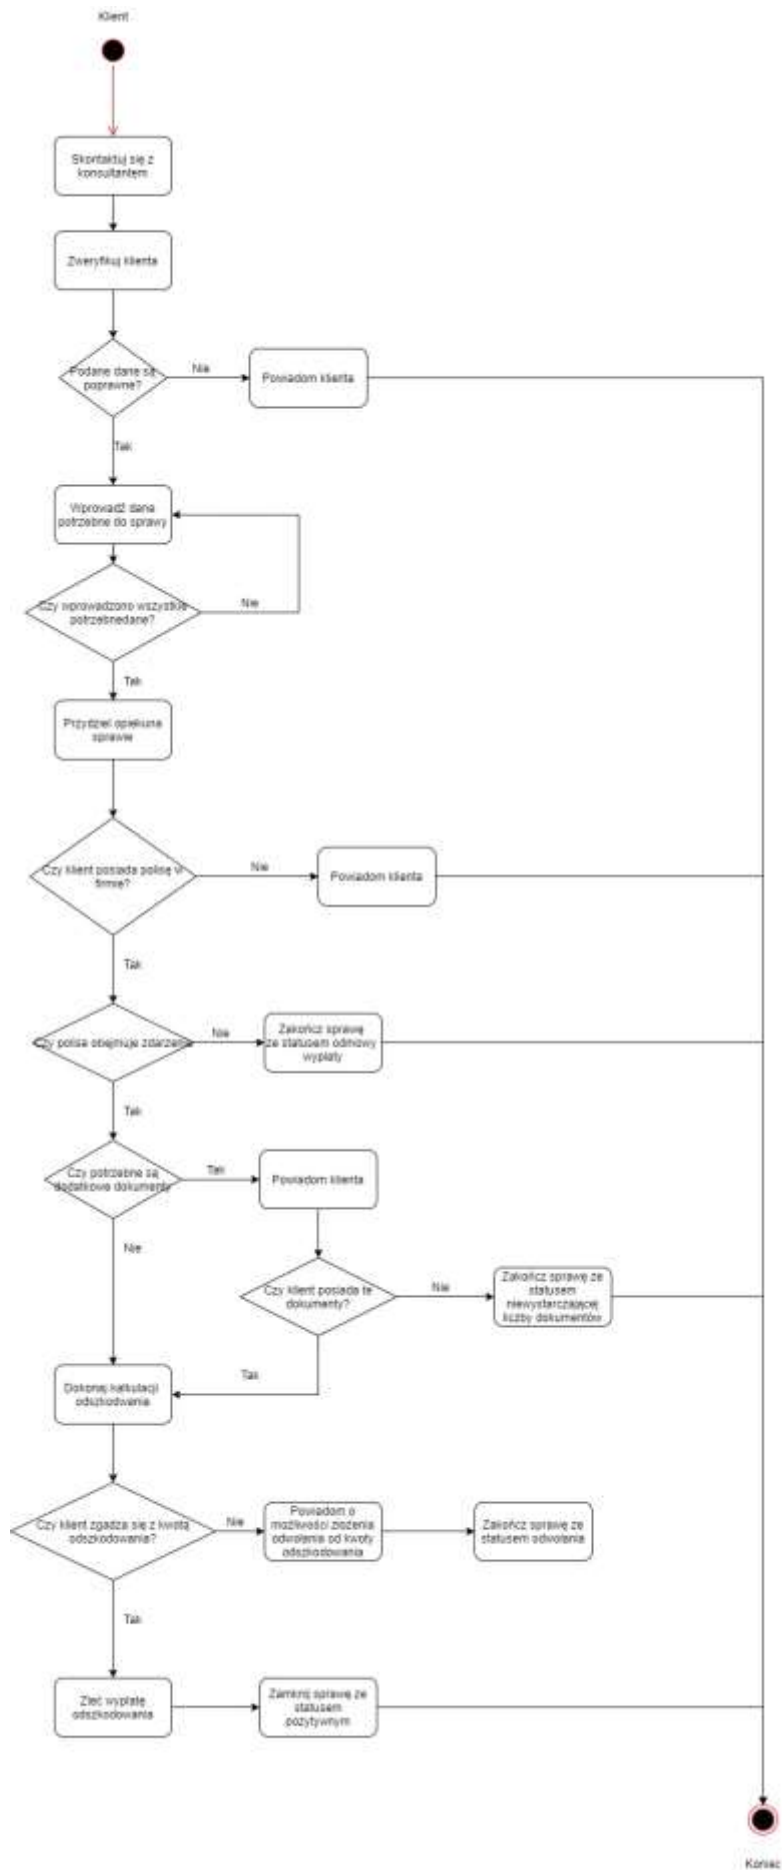 Klient
Skontaktuj się z
konsultantem
Zweryfikuj klienta
Podane dane są
poprawne?
Nie
Powiadom klienta
Tak
Wprowadź dane
potrzebne do sprawy
Czy wprowadzono wszystkie
potrzebnedane?
Nie
Tak
Przydziel opiekuna
sprawie
Czy klient posiada polisę w
firmie?
Nie
Powiadom klienta
Tak
Czy polisa obejmuje zdarzenie
Nie
Zakończ sprawę
ze statusem odmowy
wypłaty
Tak
Czy potrzebne są
dodatkowe dokumenty
Tak
Powiadom klienta
Nie
Czy klient posiada te
dokumenty?
Nie
Zakończ sprawę ze
statusem
niewystarczającej
liczby dokumentów
Tak
Dokonaj kalkulacji
odszkodwania
Czy klient zgadza się z kwotą
odszkodowania?
Nie
Powiadom o
możliwości złożenia
odwołania od kwoty
odszkodowania
Zakończ sprawę ze
statusem odwołania
Tak
Zleć wypłatę
odszkodowania
Zamknij sprawę ze
statusem
pozytywnym
Koniec